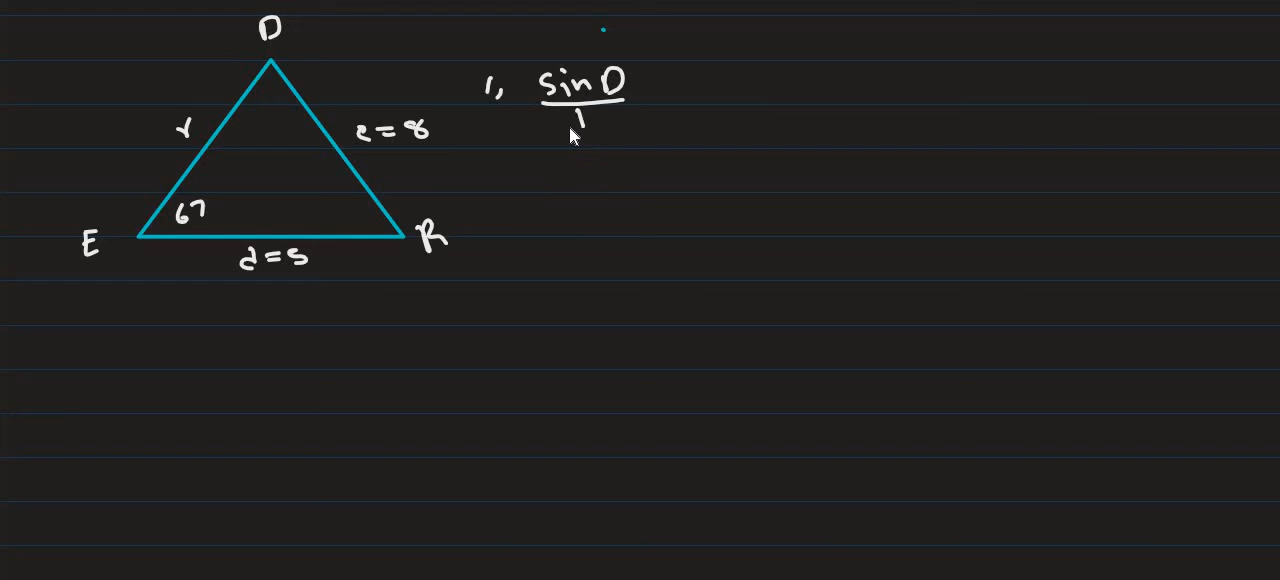 D
1, sin D
1
r
e = 8
67
E
R
d = 5